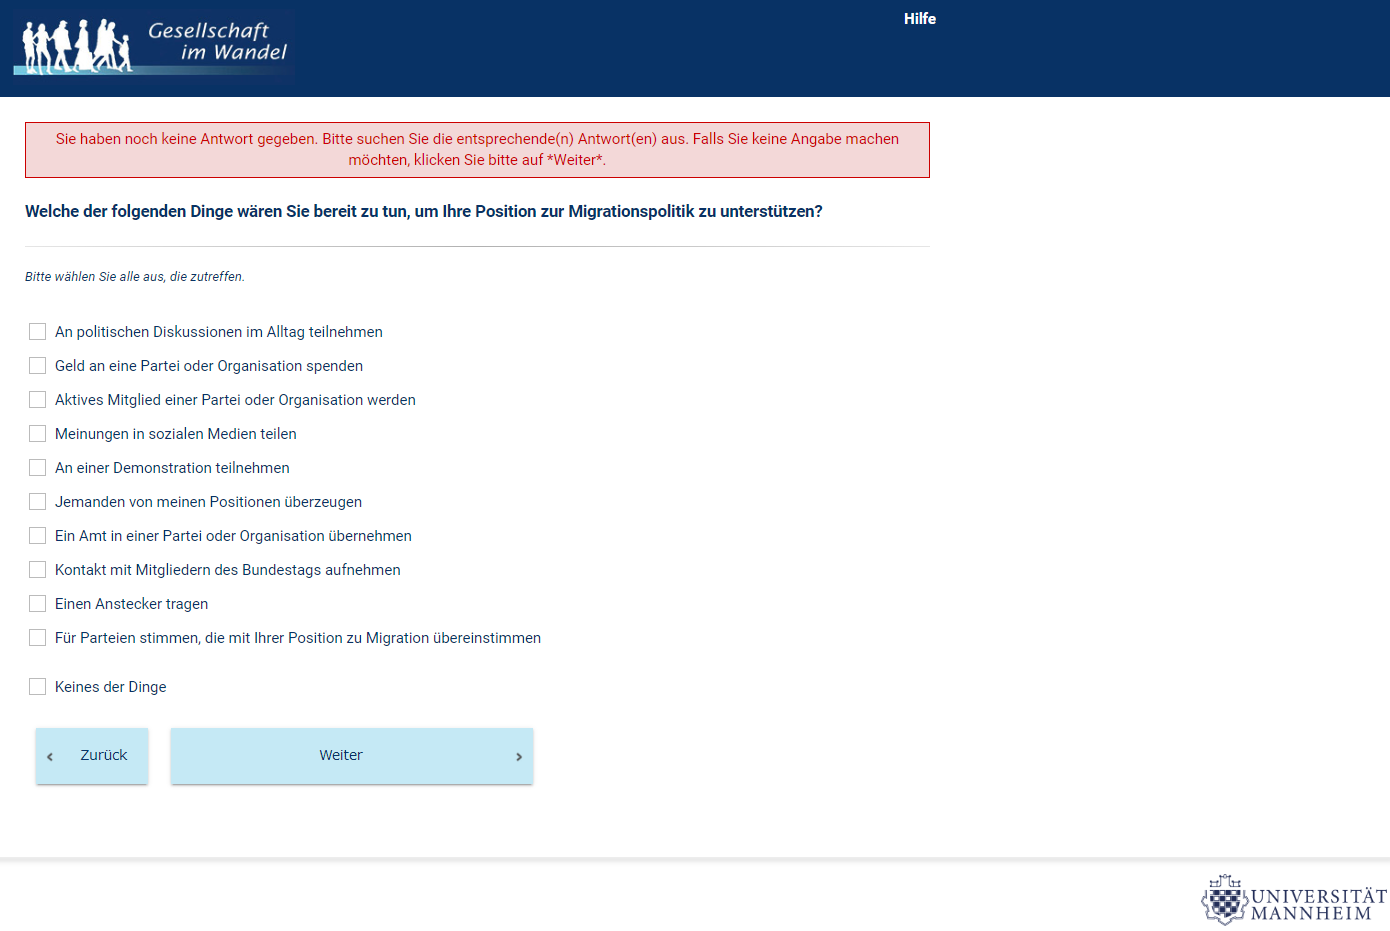 Gesellschaft
im Wandel
Hilfe
Sie haben noch keine Antwort gegeben. Bitte suchen Sie die entsprechende(n) Antwort(en) aus. Falls Sie keine Angabe machen
möchten, klicken Sie bitte auf *Weiter*.
Welche der folgenden Dinge wären Sie bereit zu tun, um Ihre Position zur Migrationspolitik zu unterstützen?
Bitte wählen Sie alle aus, die zutreffen.
An politischen Diskussionen im Alltag teilnehmen
Geld an eine Partei oder Organisation spenden
Aktives Mitglied einer Partei oder Organisation werden
Meinungen in sozialen Medien teilen
An einer Demonstration teilnehmen
Jemanden von meinen Positionen überzeugen
Ein Amt in einer Partei oder Organisation übernehmen
Kontakt mit Mitgliedern des Bundestags aufnehmen
Einen Anstecker tragen
Für Parteien stimmen, die mit Ihrer Position zu Migration übereinstimmen
Keines der Dinge
Zurück
Weiter
UNIVERSITÄT
MANNHEIM